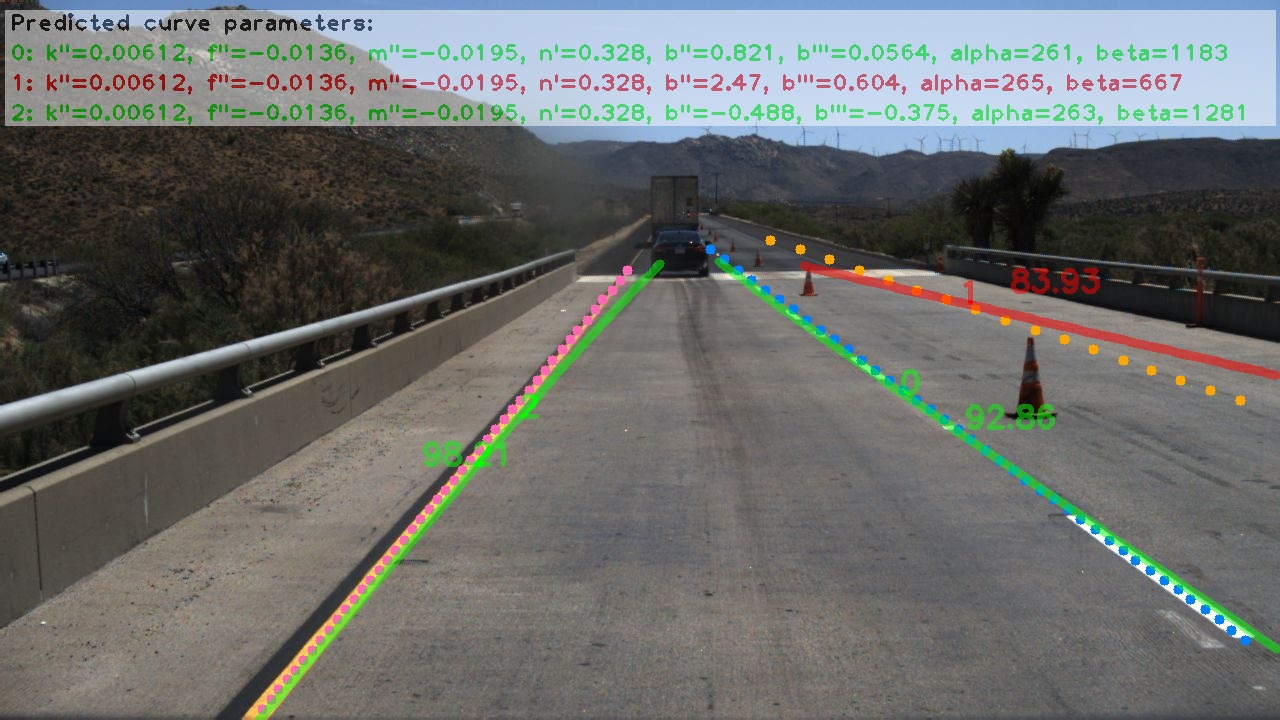 Predicted curve parameters:
0: k''=0.00612, f''=-0.0136, m''=-0.0195, n'=0.328, b''=0.821, b'''=0.0564, alpha=261, beta=1183
1: k''=0.00612, f''=-0.0136, m''=-0.0195, n'=0.328, b''=2.47, b'''=0.604, alpha=265, beta=667
2: k''=0.00612, f''=-0.0136, m''=-0.0195, n'=0.328, b''=-0.488, b'''=-0.375, alpha=263, beta=1281
1 83.93
0
92.86
2
98.21